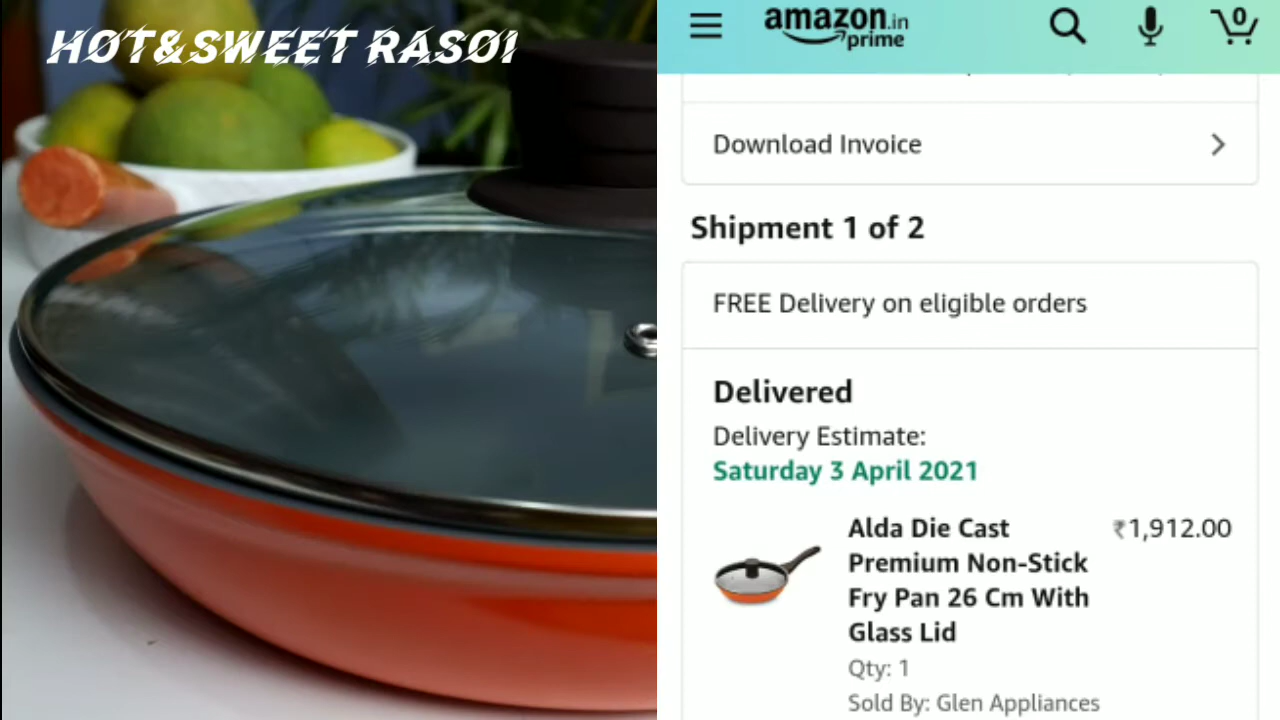 HOT&SWEET RASOI
amazon.in
prime
0
Download Invoice
Shipment 1 of 2
FREE Delivery on eligible orders
Delivered
Delivery Estimate:
Saturday 3 April 2021
Alda Die Cast ₹1,912.00
Premium Non-Stick
Fry Pan 26 Cm With
Glass Lid
Qty: 1
Sold By: Glen Appliances